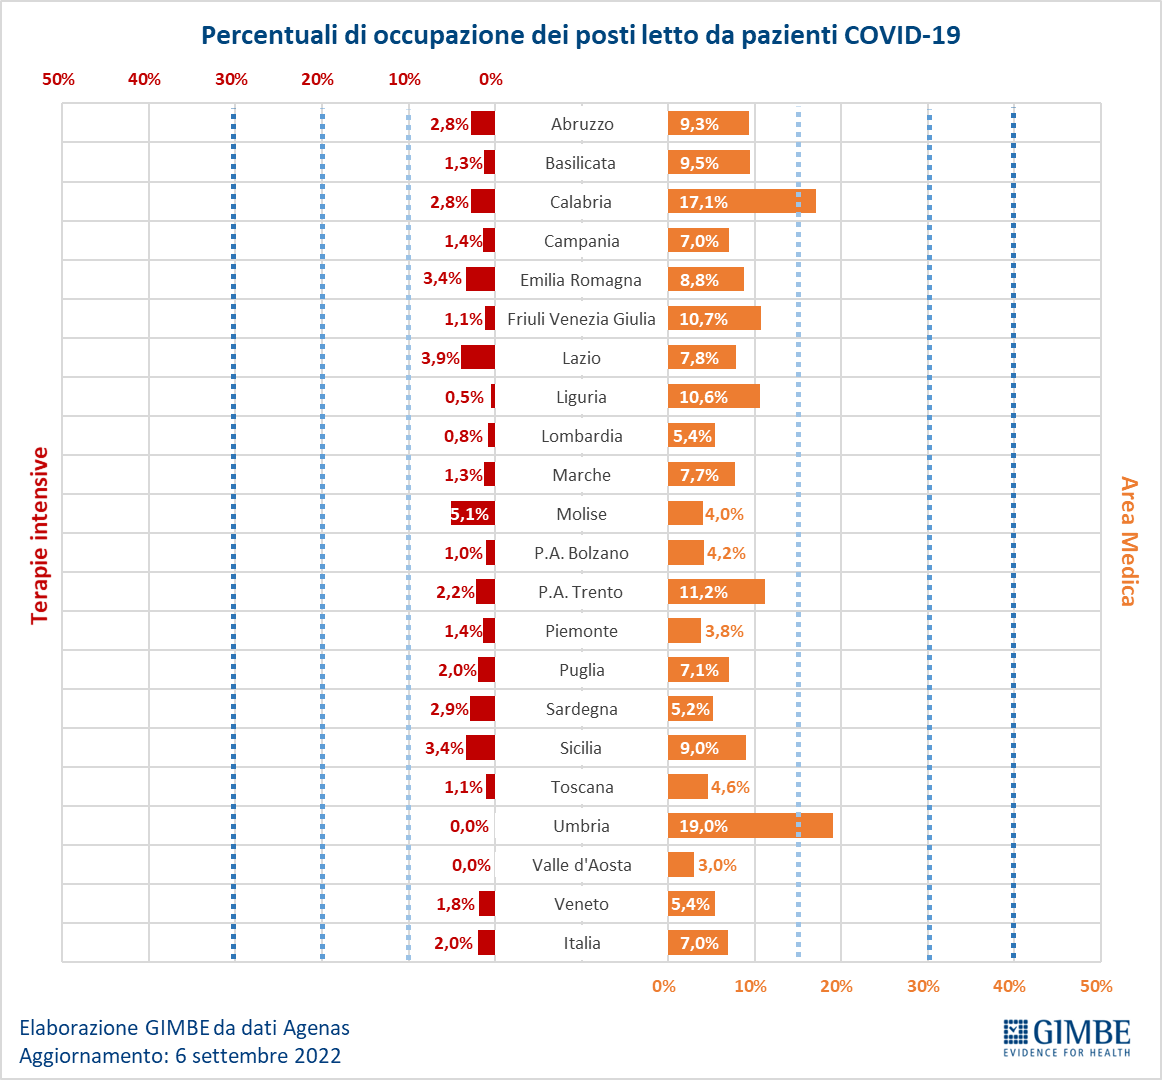 Percentuali di occupazione dei posti letto da pazienti COVID-19
50% 40% 30% 20% 10% 0%
2,8% Abruzzo 9,3%
1,3% Basilicata 9,5%
2,8% Calabria 17,1%
1,4% Campania 7,0%
3,4% Emilia Romagna 8,8%
1,1% Friuli Venezia Giulia 10,7%
3,9% Lazio 7,8%
0,5% Liguria 10,6%
0,8% Lombardia 5,4%
1,3% Marche 7,7%
5,1% Molise 4,0%
1,0% P.A. Bolzano 4,2%
2,2% P.A. Trento 11,2%
1,4% Piemonte 3,8%
2,0% Puglia 7,1%
2,9% Sardegna 5,2%
3,4% Sicilia 9,0%
1,1% Toscana 4,6%
0,0% Umbria 19,0%
0,0% Valle d'Aosta 3,0%
1,8% Veneto 5,4%
2,0% Italia 7,0%
Terapie intensive
Area Medica
0% 10% 20% 30% 40% 50%
Elaborazione GIMBE da dati Agenas
Aggiornamento: 6 settembre 2022
GIMBE
EVIDENCE FOR HEALTH